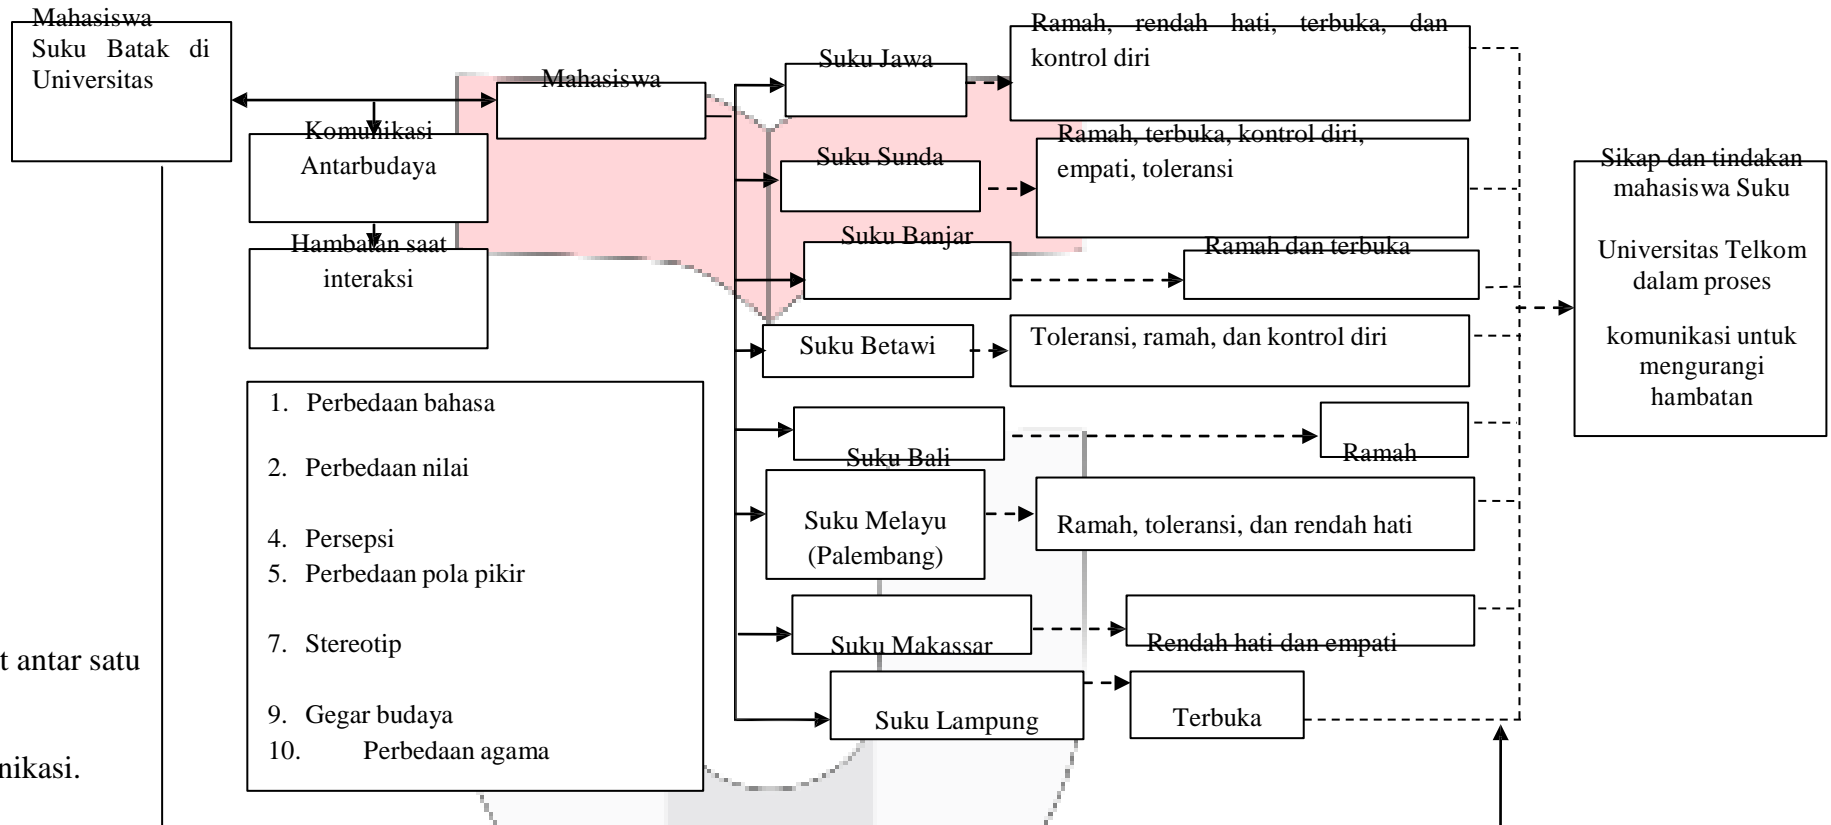 Mahasiswa
Suku Batak di
Universitas
Mahasiswa
Komunikasi
Antarbudaya
Hambatan saat
interaksi
1. Perbedaan bahasa
2. Perbedaan nilai
4. Persepsi
5. Perbedaan pola pikir
7. Stereotip
9. Gegar budaya
10. Perbedaan agama
t antar satu
nikasi.
Suku Jawa
Ramah, rendah hati, terbuka, dan
kontrol diri
Suku Sunda
Ramah, terbuka, kontrol diri,
empati, toleransi
Suku Banjar
Ramah dan terbuka
Suku Betawi
Toleransi, ramah, dan kontrol diri
Suku Bali
Ramah
Suku Melayu
(Palembang)
Ramah, toleransi, dan rendah hati
Suku Makassar
Rendah hati dan empati
Suku Lampung
Terbuka
Sikap dan tindakan
mahasiswa Suku
Universitas Telkom
dalam proses
komunikasi untuk
mengurangi
hambatan